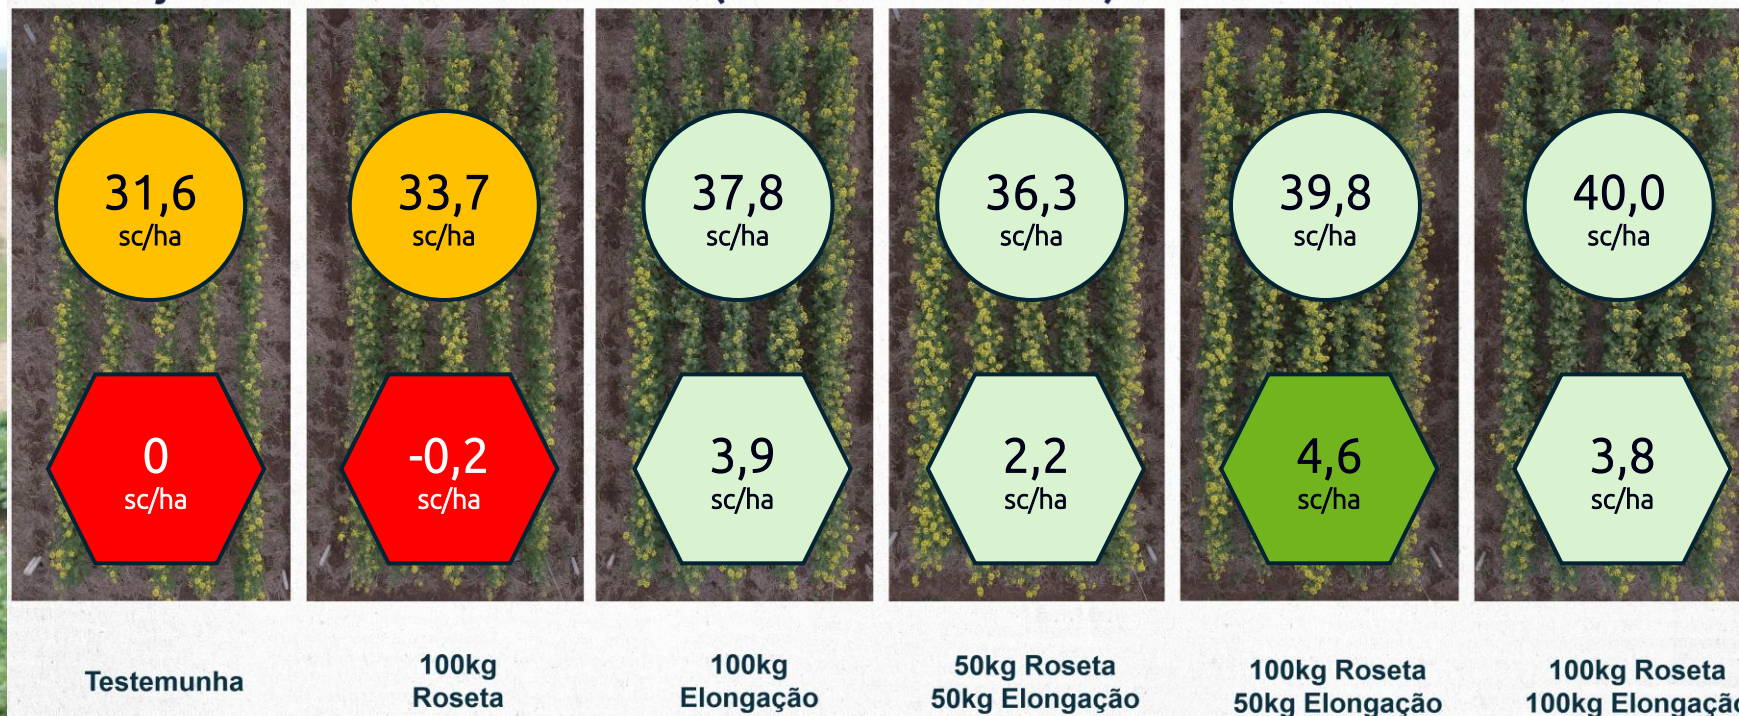 31,6
sc/ha
33,7
sc/ha
37,8
sc/ha
36,3
sc/ha
39,8
sc/ha
40,0
sc/ha
0
sc/ha
-0,2
sc/ha
3,9
sc/ha
2,2
sc/ha
4,6
sc/ha
3,8
sc/ha
Testemunha
100kg
Roseta
100kg
Elongação
50kg Roseta
50kg Elongação
100kg Roseta
50kg Elongação
100kg Roseta
100kg Elongação